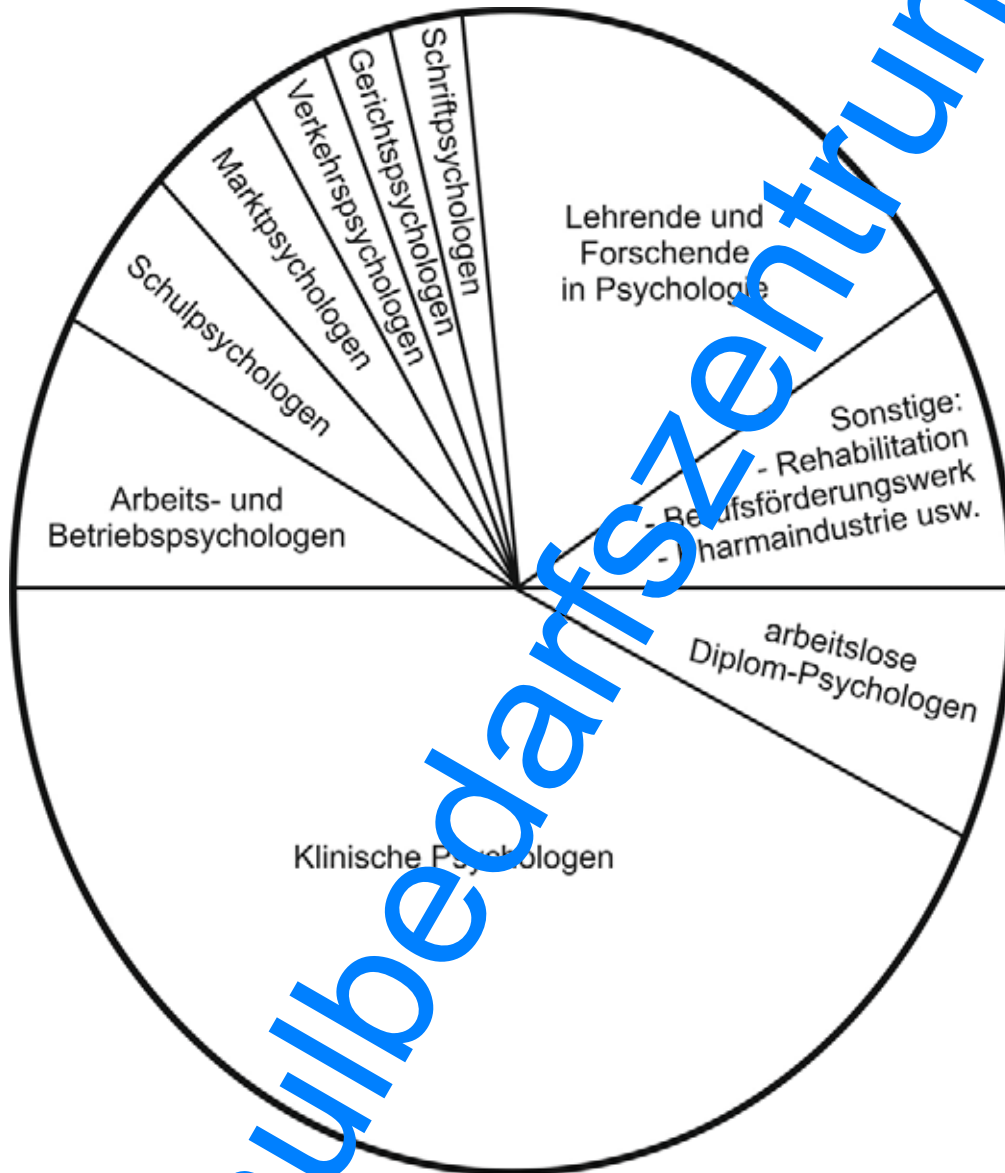 Schriftpsychologen
Gerichtspsychologen
Verkehrspsychologen
Marktpsychologen
Schulpsychologen
Arbeits- und
Betriebspsychologen
Lehrende und
Forschende
in Psychologie
Sonstige:
- Rehabilitation
- Berufsförderungswerk
- Pharmaindustrie usw.
arbeitslose
Diplom-Psychologen
Klinische Psychologen
ulbedarfszentrum